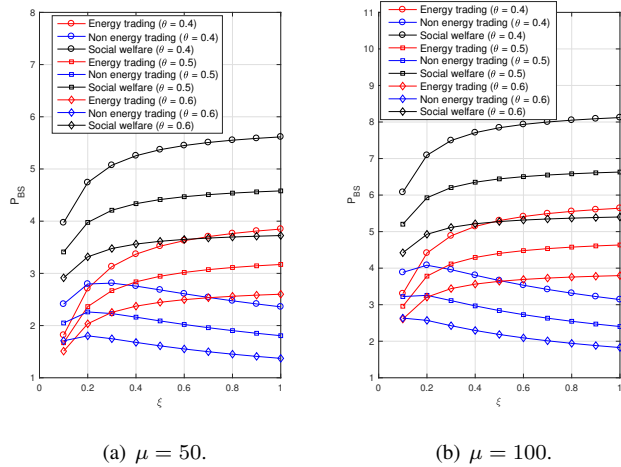 8
7
6
5
4
3
2
1
P_BS
0 0.2 0.4 0.6 0.8 1
ξ
Energy trading (θ = 0.4)
Non energy trading (θ = 0.4)
Social welfare (θ = 0.4)
Energy trading (θ = 0.5)
Non energy trading (θ = 0.5)
Social welfare (θ = 0.5)
Energy trading (θ = 0.6)
Non energy trading (θ = 0.6)
Social welfare (θ = 0.6)
(a) μ = 50.
11
10
9
8
7
6
5
4
3
2
1
P_BS
0 0.2 0.4 0.6 0.8 1
ξ
Energy trading (θ = 0.4)
Non energy trading (θ = 0.4)
Social welfare (θ = 0.4)
Energy trading (θ = 0.5)
Non energy trading (θ = 0.5)
Social welfare (θ = 0.5)
Energy trading (θ = 0.6)
Non energy trading (θ = 0.6)
Social welfare (θ = 0.6)
(b) μ = 100.